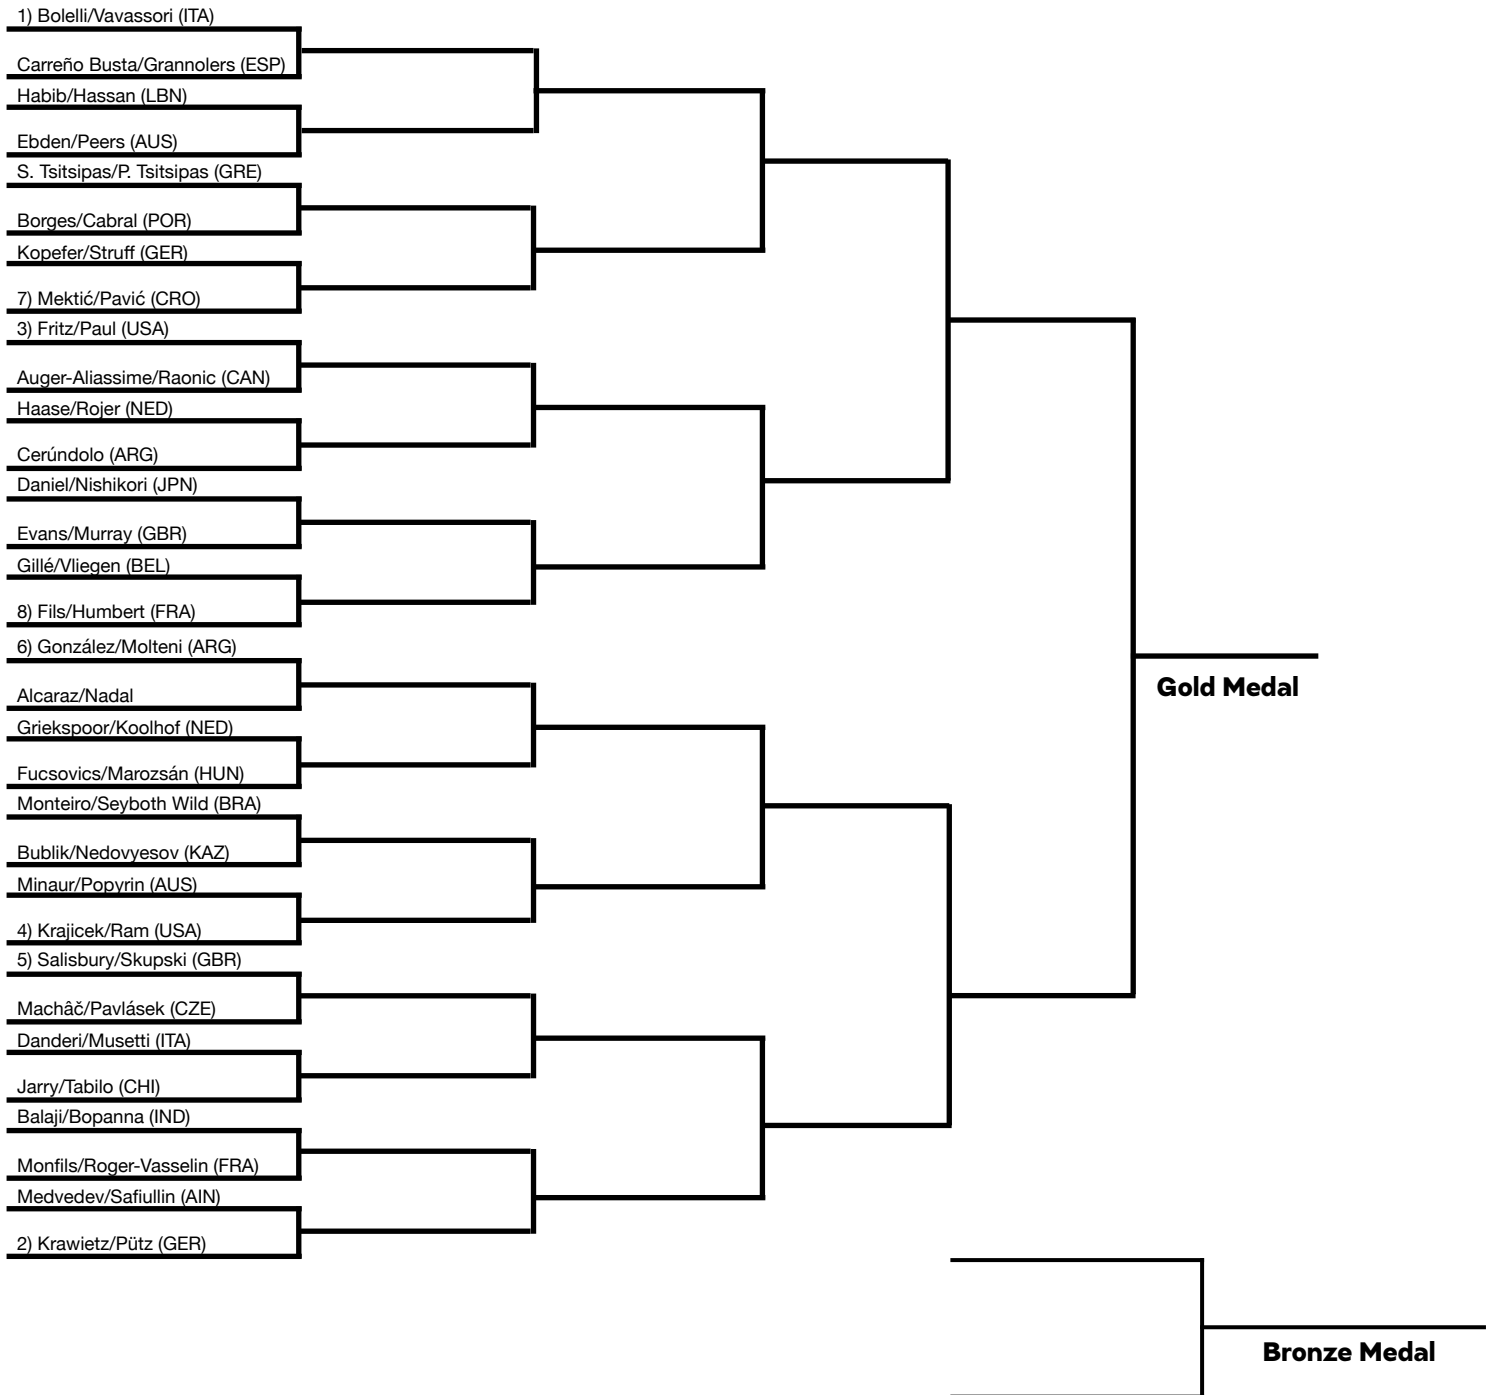 1) Bolelli/Vavassori (ITA)
Carreño Busta/Grannolers (ESP)
Habib/Hassan (LBN)
Ebden/Peers (AUS)
S. Tsitsipas/P. Tsitsipas (GRE)
Borges/Cabral (POR)
Kopefer/Struff (GER)
7) Mektić/Pavić (CRO)
3) Fritz/Paul (USA)
Auger-Aliassime/Raonic (CAN)
Haase/Rojer (NED)
Cerúndolo (ARG)
Daniel/Nishikori (JPN)
Evans/Murray (GBR)
Gillé/Vliegen (BEL)
8) Fils/Humbert (FRA)
6) González/Molteni (ARG)
Alcaraz/Nadal
Griekspoor/Koolhof (NED)
Fucsovics/Marozsán (HUN)
Monteiro/Seyboth Wild (BRA)
Bublik/Nedovyesov (KAZ)
Minaur/Popyrin (AUS)
4) Krajicek/Ram (USA)
5) Salisbury/Skupski (GBR)
Machâč/Pavlásek (CZE)
Danderi/Musetti (ITA)
Jarry/Tabilo (CHI)
Balaji/Bopanna (IND)
Monfils/Roger-Vasselin (FRA)
Medvedev/Safiullin (AIN)
2) Krawietz/Pütz (GER)
Gold Medal
Bronze Medal